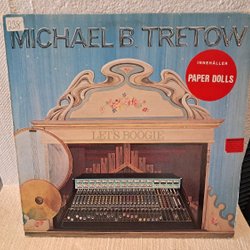 MICHAEL B. TRETOW
INNEHÅLLER
PAPER DOLLS
LET'S BOOGIE